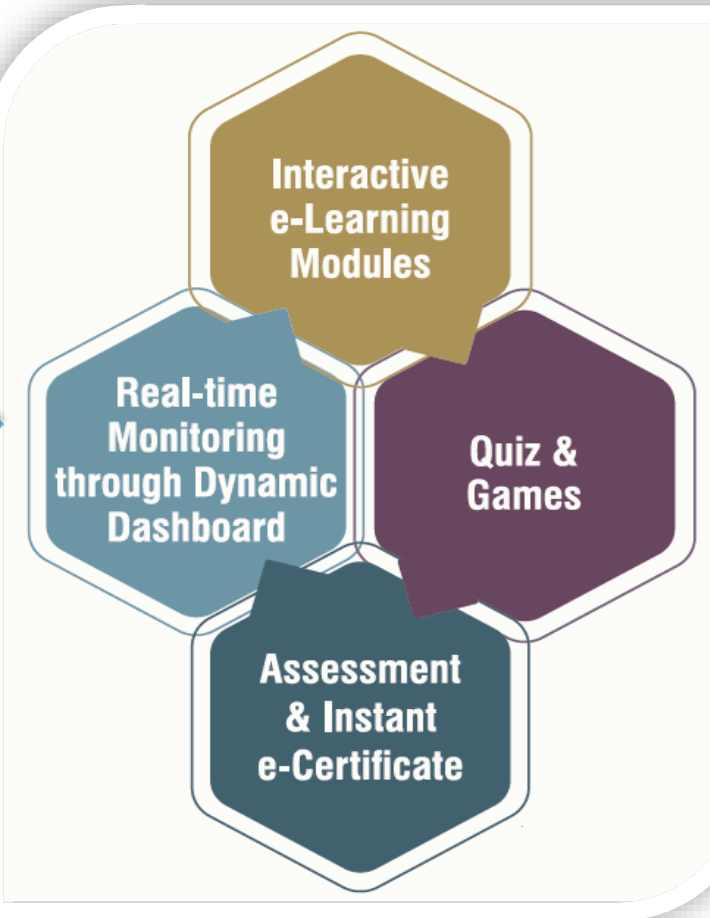 Interactive
e-Learning
Modules
Real-time
Monitoring
through Dynamic
Dashboard
Quiz &
Games
Assessment
& Instant
e-Certificate